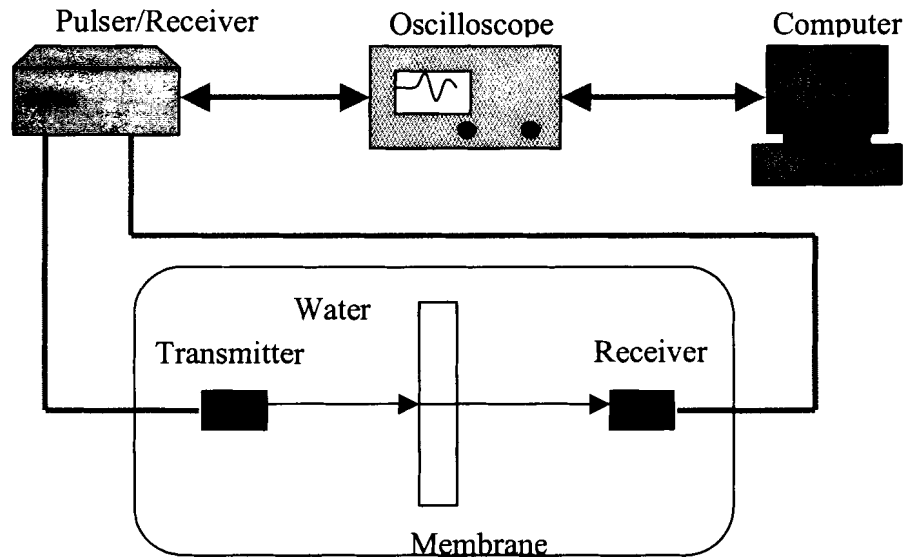 Pulser/Receiver
Oscilloscope
Computer
Water
Transmitter
Receiver
Membrane